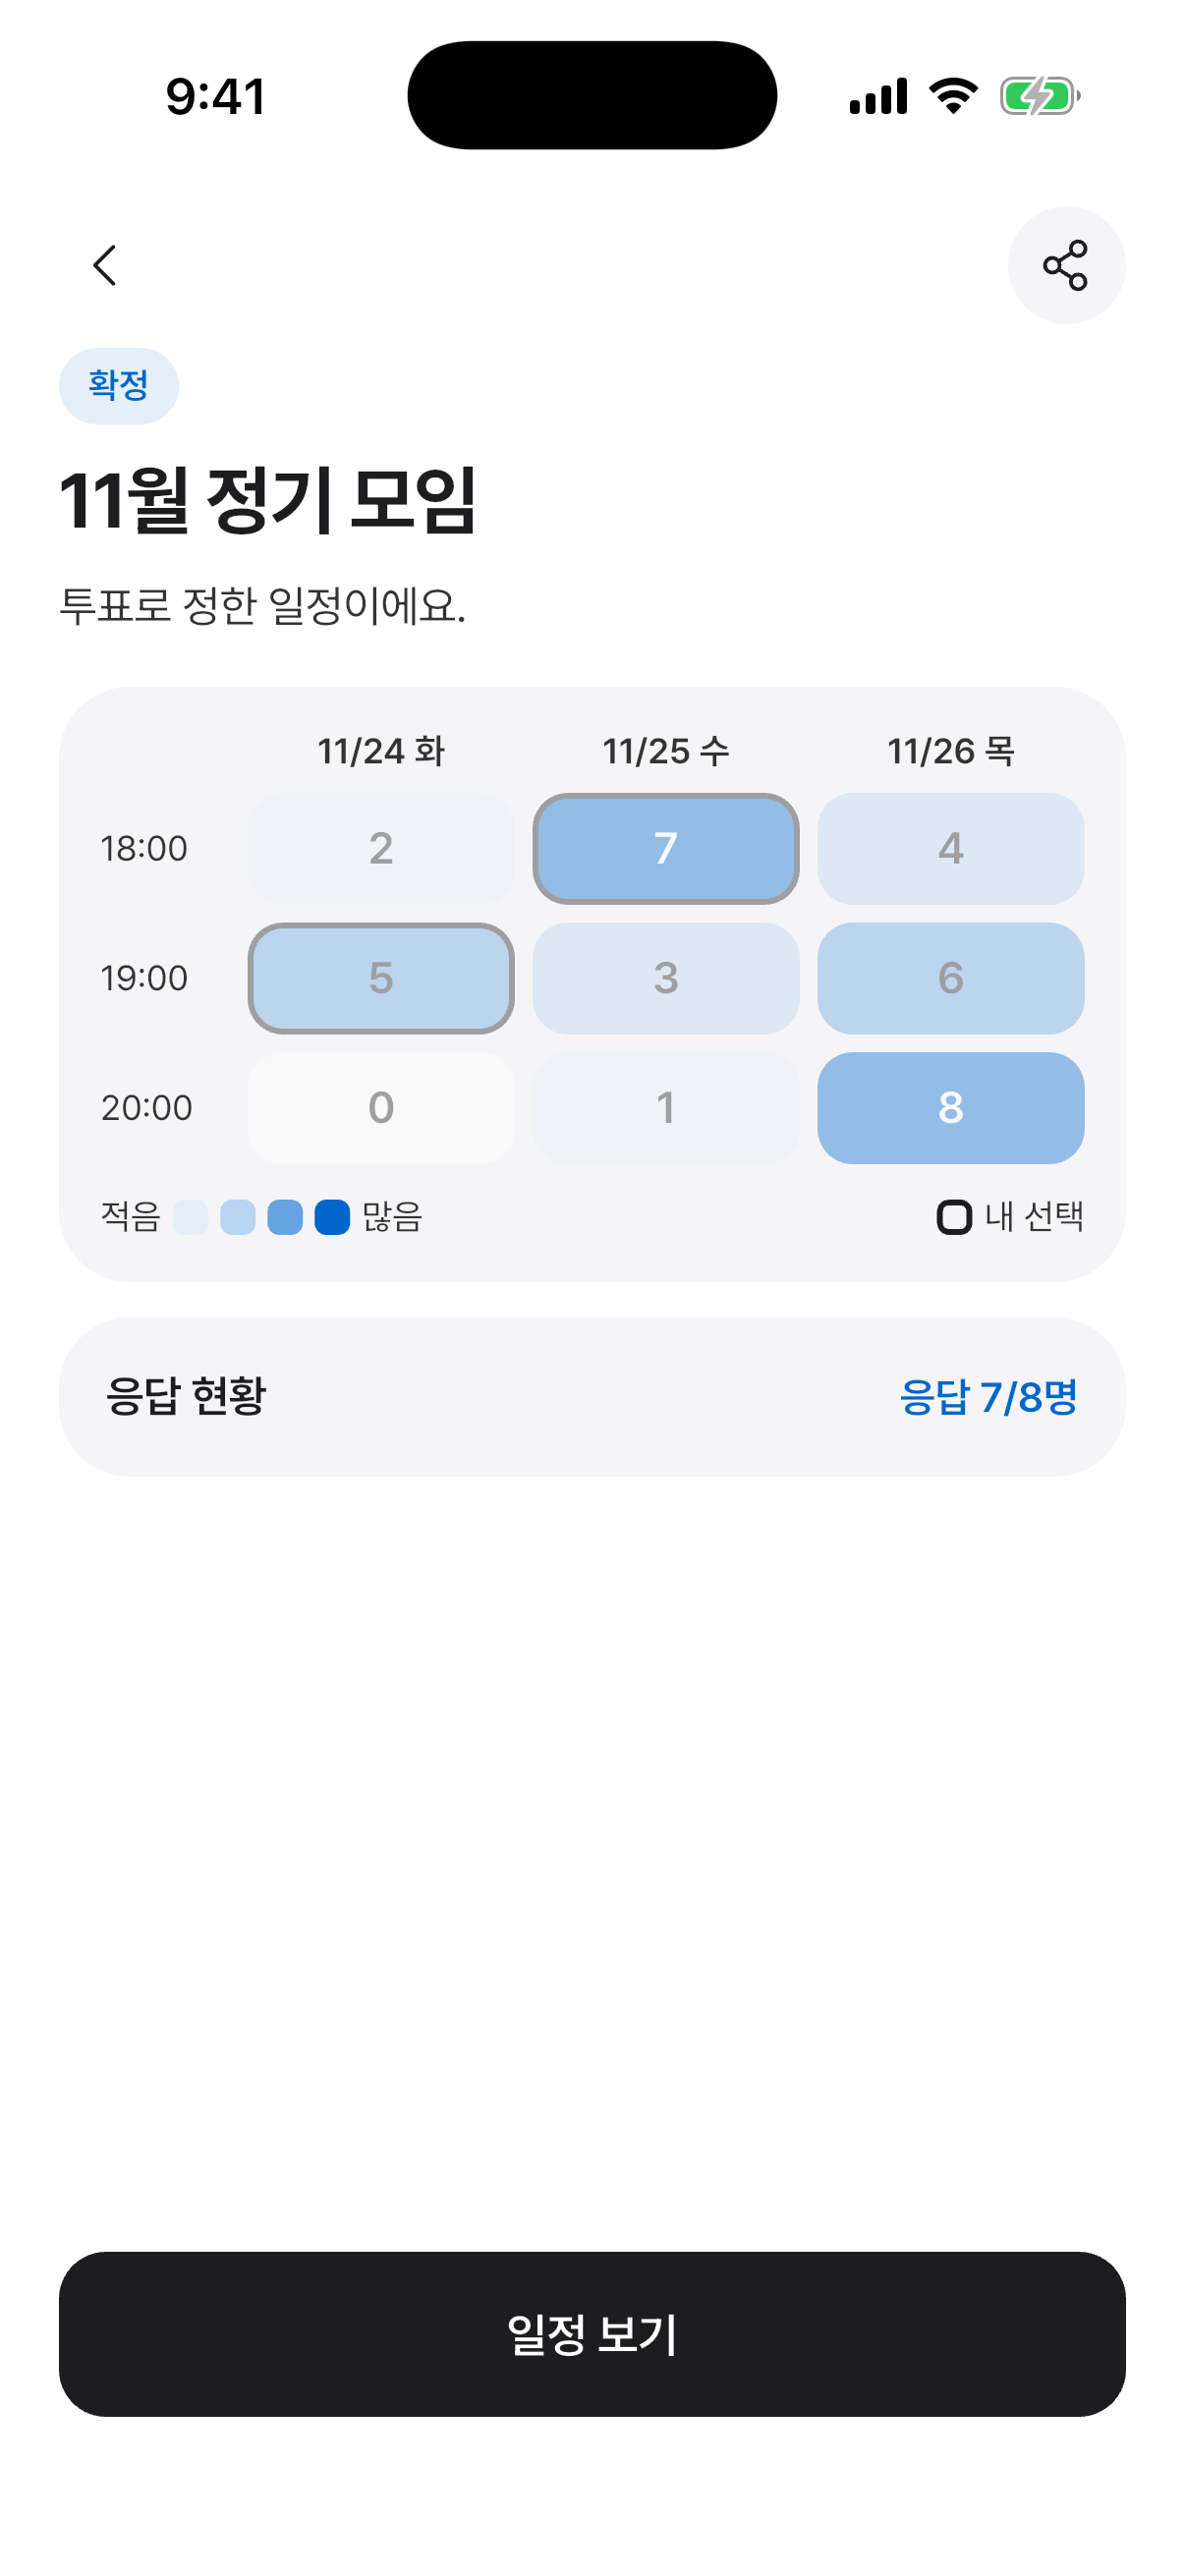 9:41
확정
11월 정기 모임
투표로 정한 일정이에요.
11/24 화 11/25 수 11/26 목
18:00 2 7 4
19:00 5 3 6
20:00 0 1 8
적음 많음 내 선택
응답 현황 응답 7/8명
일정 보기